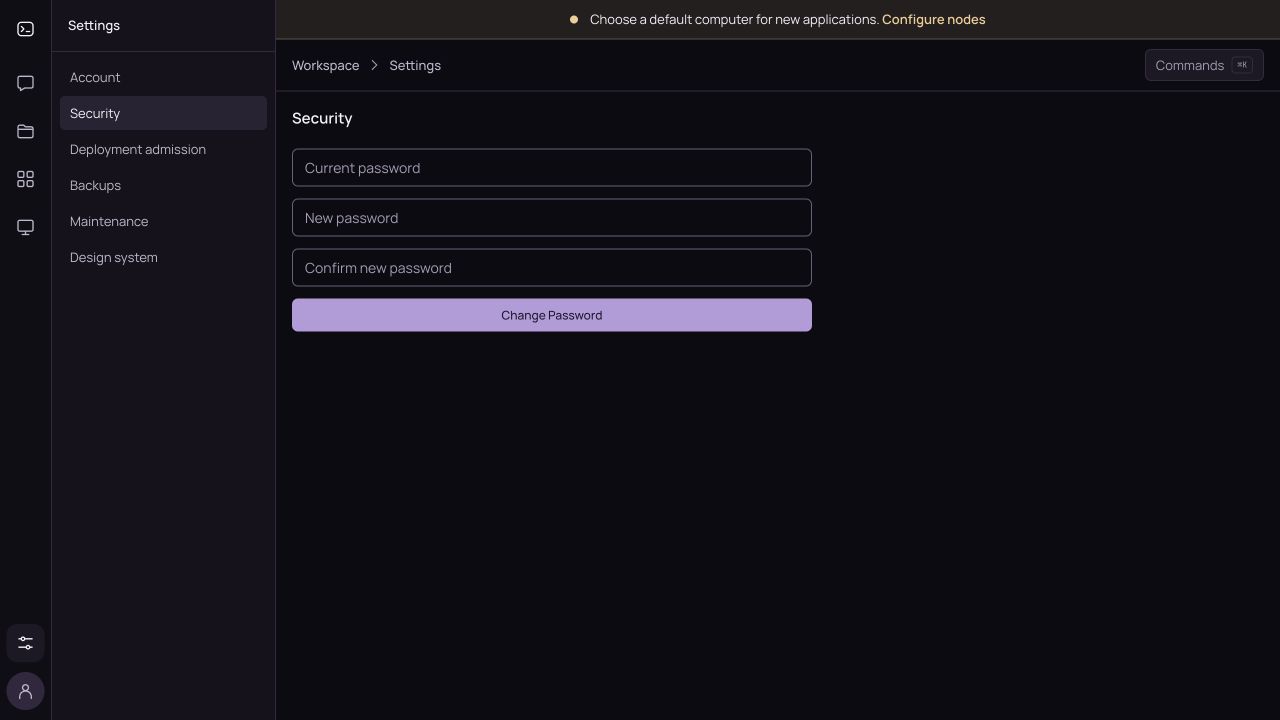 Settings
Account
Security
Deployment admission
Backups
Maintenance
Design system
Choose a default computer for new applications. Configure nodes
Workspace > Settings
Commands ⌘K
Security
Current password
New password
Confirm new password
Change Password